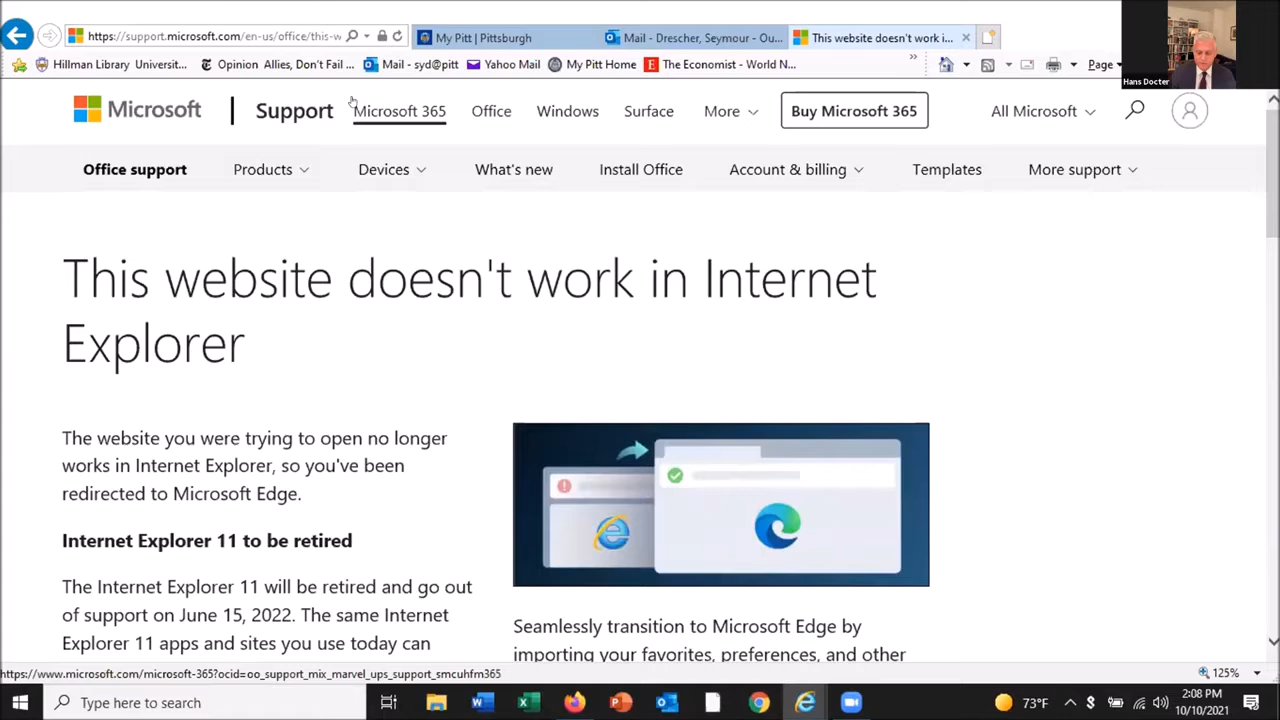 https://support.microsoft.com/en-us/office/this-w
My Pitt | Pittsburgh
Mail - Drescher, Seymour - Ou...
This website doesn't work i...
Hillman Library Universit...
Opinion Allies, Don't Fail ...
Mail - syd@pitt
Yahoo Mail
My Pitt Home
The Economist - World N...
Page
Hans Docter
Microsoft
Support
Microsoft 365
Office
Windows
Surface
More
Buy Microsoft 365
All Microsoft
Office support
Products
Devices
What's new
Install Office
Account & billing
Templates
More support
This website doesn't work in Internet
Explorer
The website you were trying to open no longer
works in Internet Explorer, so you've been
redirected to Microsoft Edge.
Internet Explorer 11 to be retired
The Internet Explorer 11 will be retired and go out
of support on June 15, 2022. The same Internet
Explorer 11 apps and sites you use today can
Seamlessly transition to Microsoft Edge by
importing your favorites, preferences, and other
https://www.microsoft.com/microsoft-365?ocid=oo_support_mix_marvel_ups_support_smcuhfm365
125%
Type here to search
73°F
2:08 PM
10/10/2021